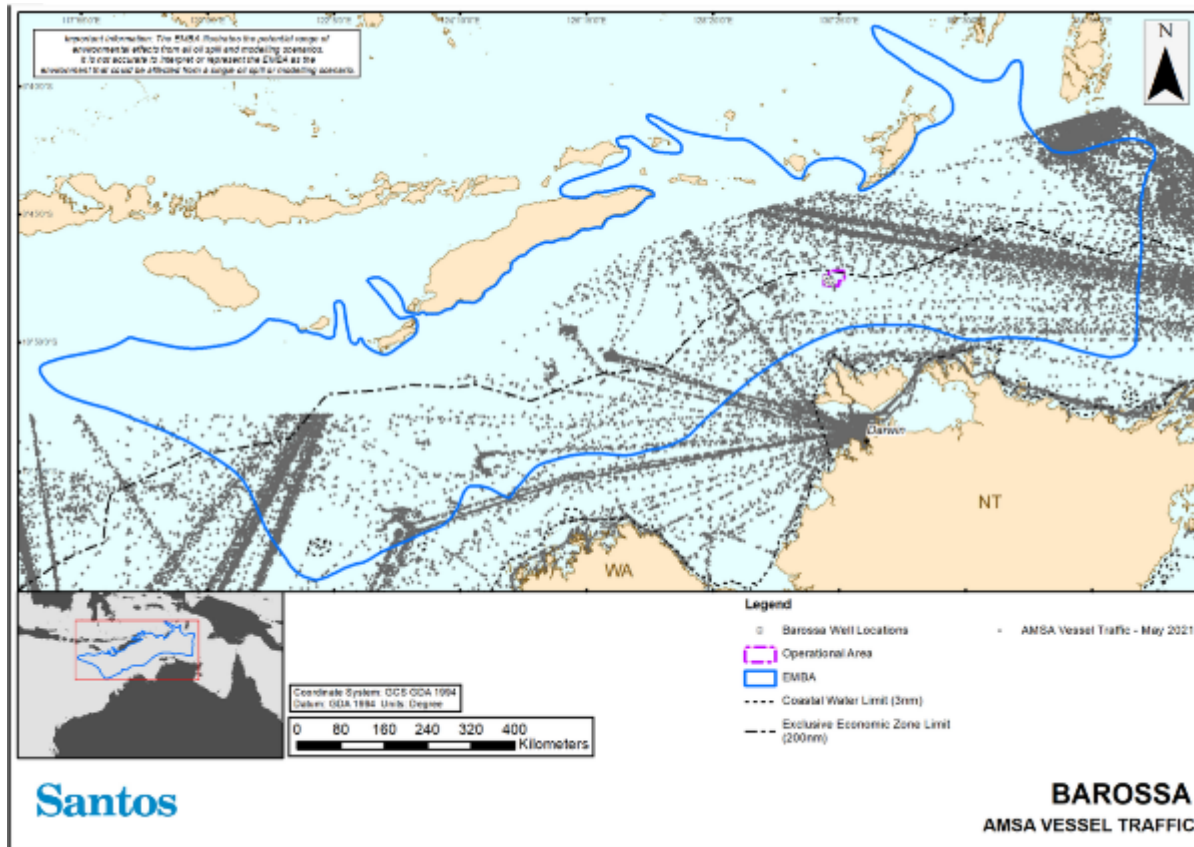 Important information: The EMBA illustrates the potential range of
environmental effects from all oil spill and modelling scenarios.
It is not accurate to interpret or represent the EMBA as the
environment that could be affected from a single oil spill or modelling scenario.
N
Darwin
NT
WA
Legend
Barossa Well Locations
AMSA Vessel Traffic - May 2021
Operational Area
EMBA
Coastal Water Limit (3nm)
Exclusive Economic Zone Limit
(200nm)
Coordinate System: GCS GDA 1994
Datum: GDA 1994 Units: Degree
0 80 160 240 320 400
Kilometers
Santos
BAROSSA
AMSA VESSEL TRAFFIC